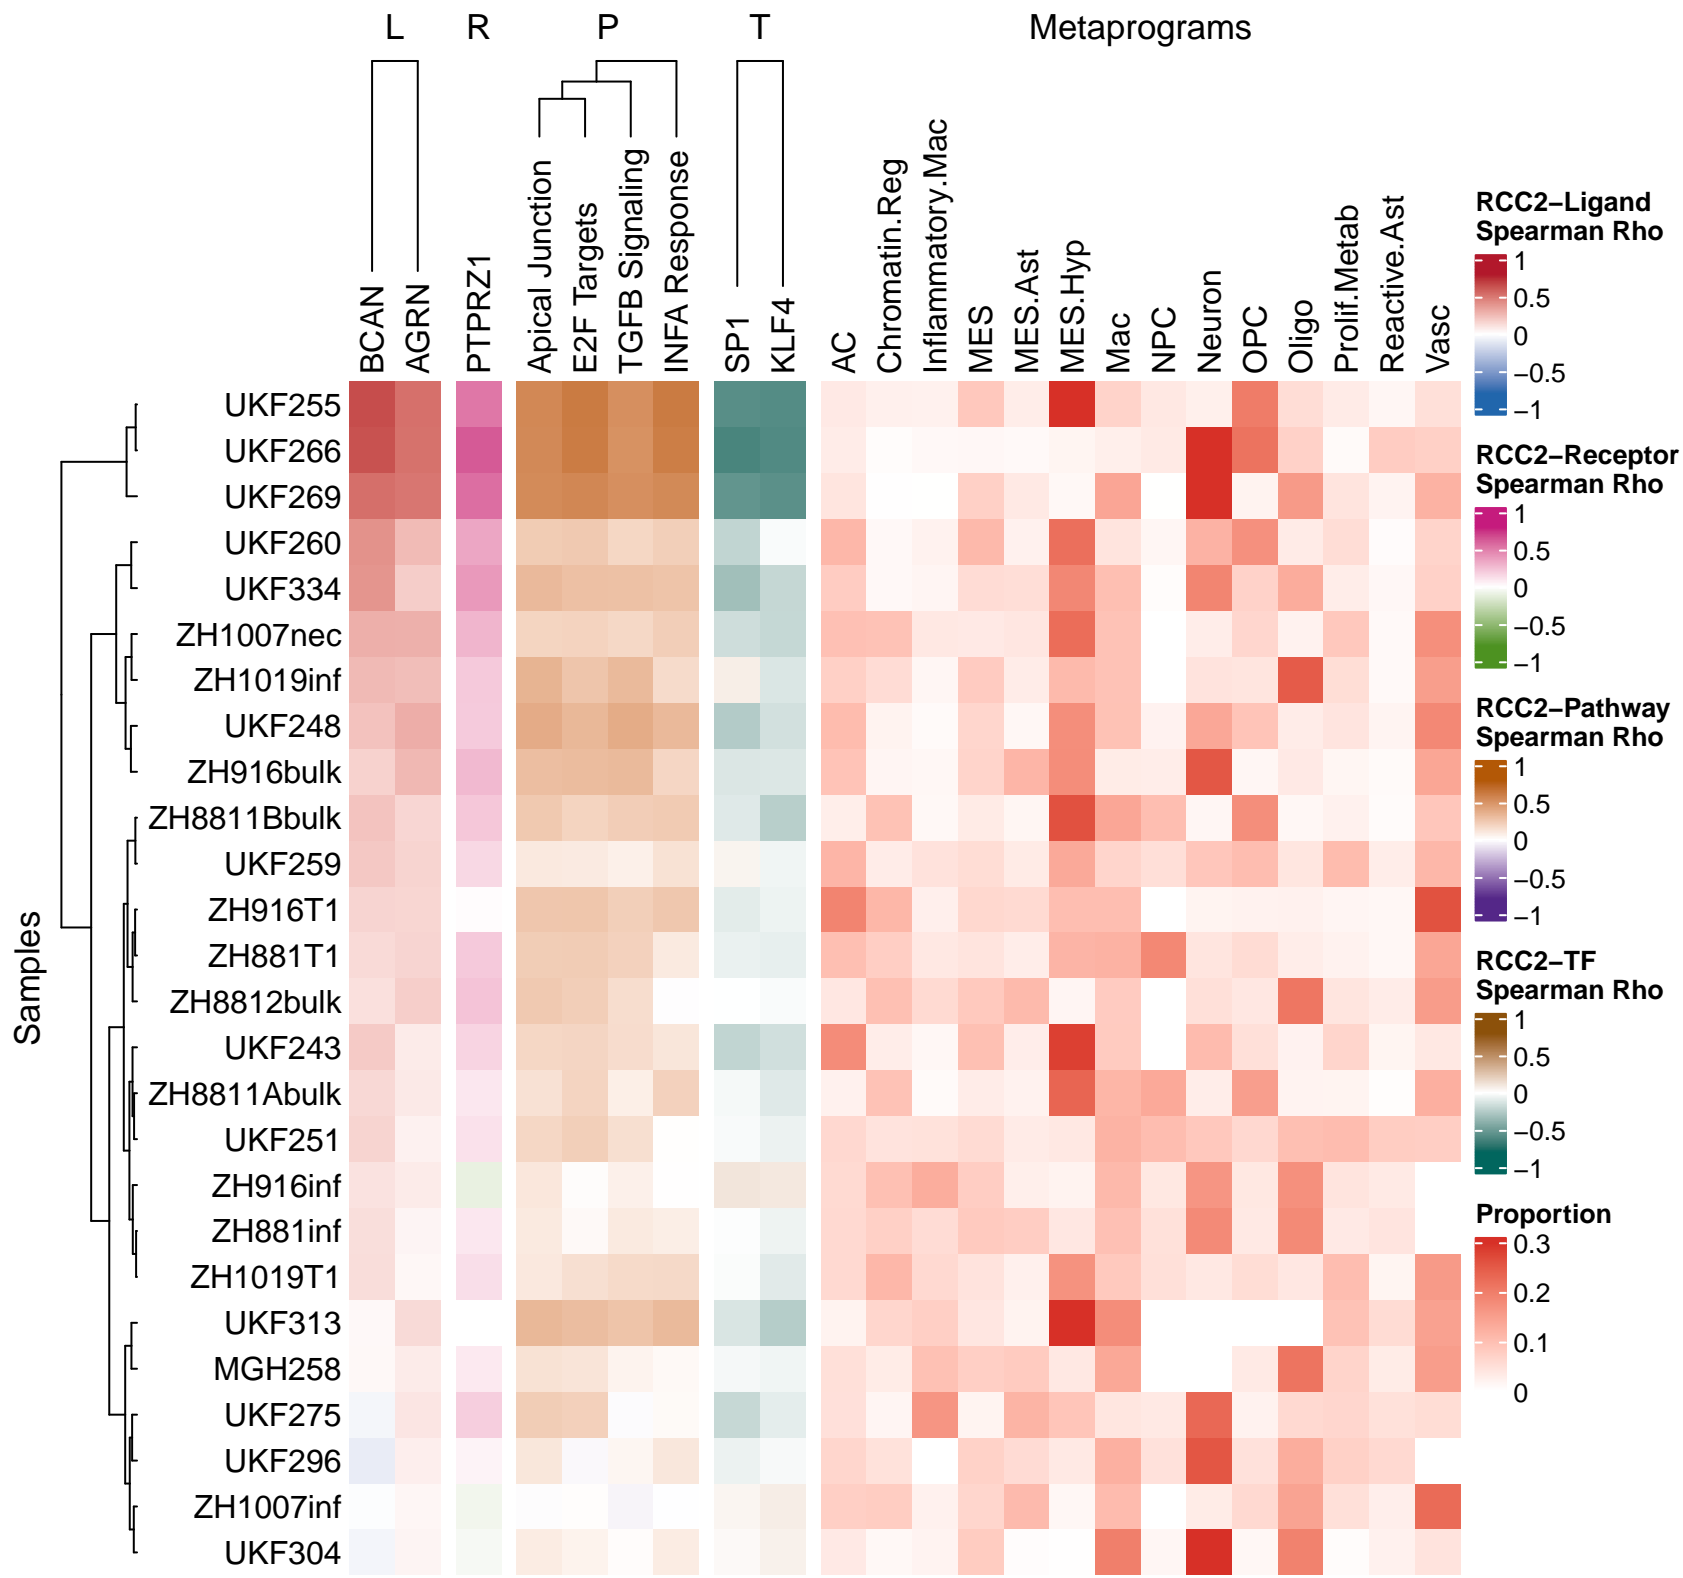 L R P T Metaprograms
BCAN
AGRN
PTPRZ1
Apical Junction
E2F Targets
TGFB Signaling
INFA Response
SP1
KLF4
AC
Chromatin.Reg
Inflammatory.Mac
MES
MES.Ast
MES.Hyp
Mac
NPC
Neuron
OPC
Oligo
Prolif.Metab
Reactive.Ast
Vasc
Samples
UKF255
UKF266
UKF269
UKF260
UKF334
ZH1007nec
ZH1019inf
UKF248
ZH916bulk
ZH8811Bbulk
UKF259
ZH916T1
ZH881T1
ZH8812bulk
UKF243
ZH8811Abulk
UKF251
ZH916inf
ZH881inf
ZH1019T1
UKF313
MGH258
UKF275
UKF296
ZH1007inf
UKF304
RCC2−Ligand
Spearman Rho
1
0.5
0
−0.5
−1
RCC2−Receptor
Spearman Rho
1
0.5
0
−0.5
−1
RCC2−Pathway
Spearman Rho
1
0.5
0
−0.5
−1
RCC2−TF
Spearman Rho
1
0.5
0
−0.5
−1
Proportion
0.3
0.2
0.1
0